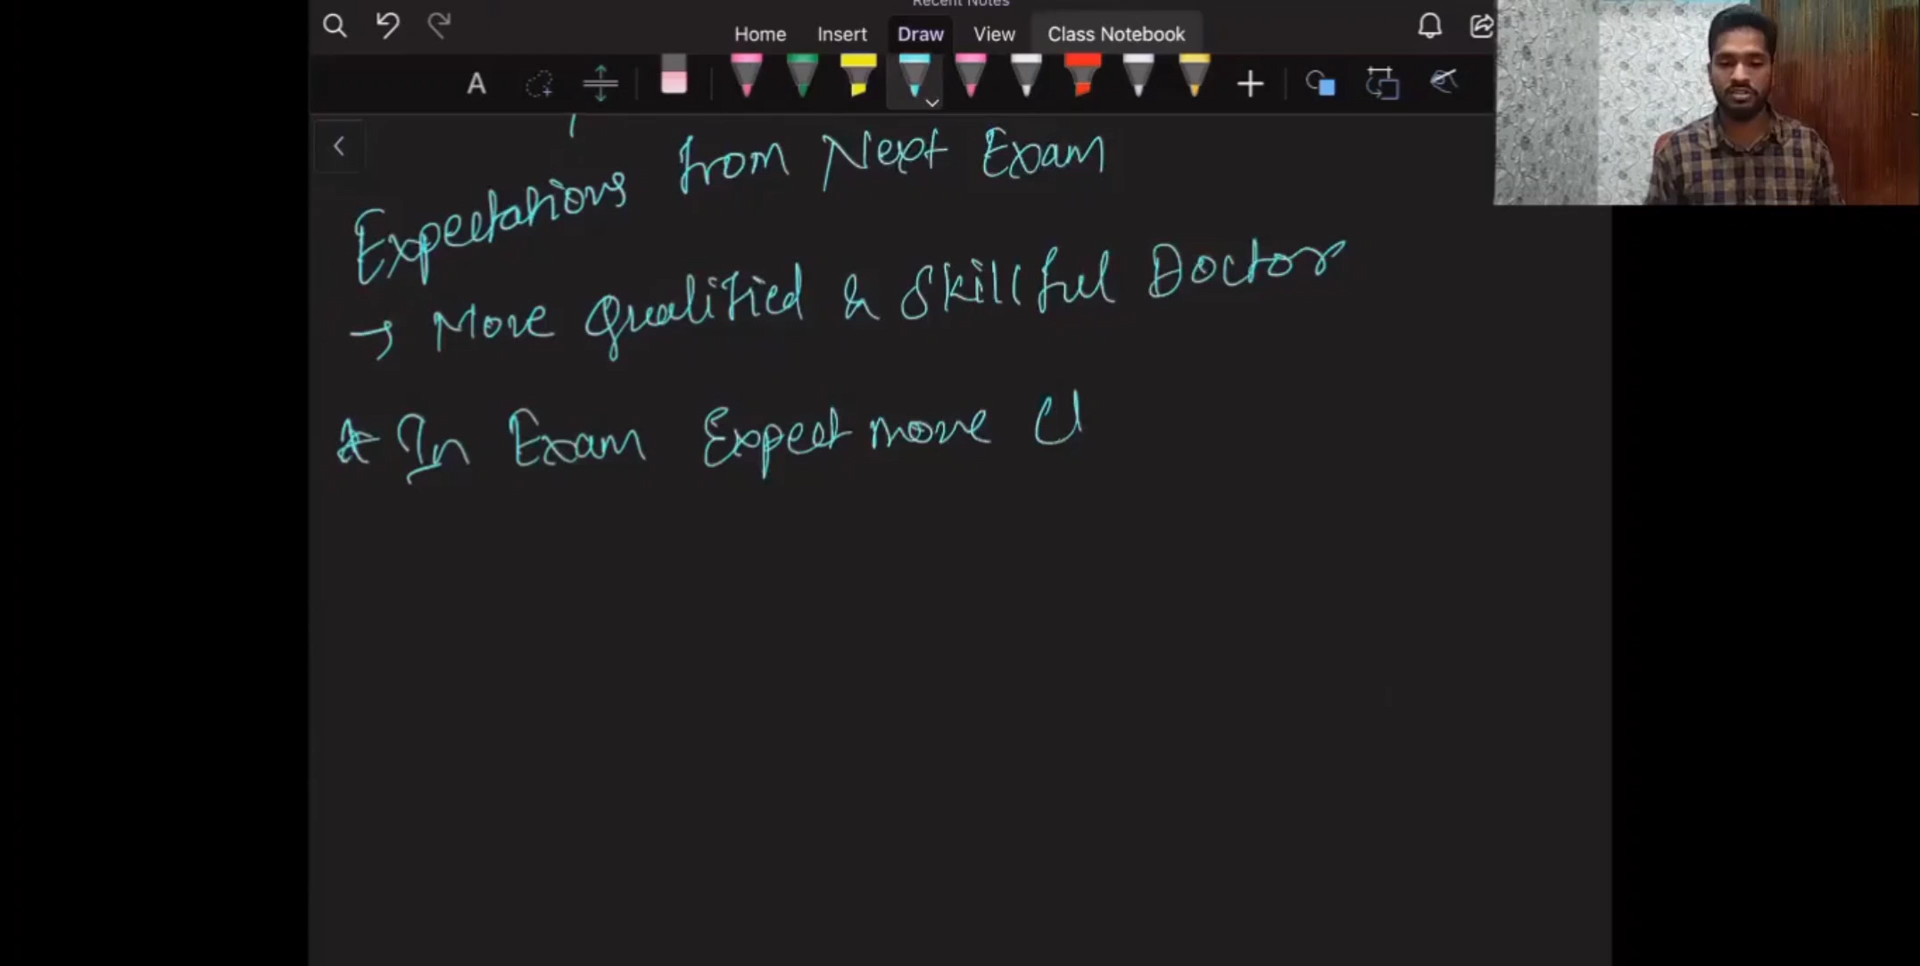 Recent Notes
Home Insert Draw View Class Notebook
A
Expectations from Next Exam
→ More Qualified & Skillful Doctor
* In Exam Expect more Cl